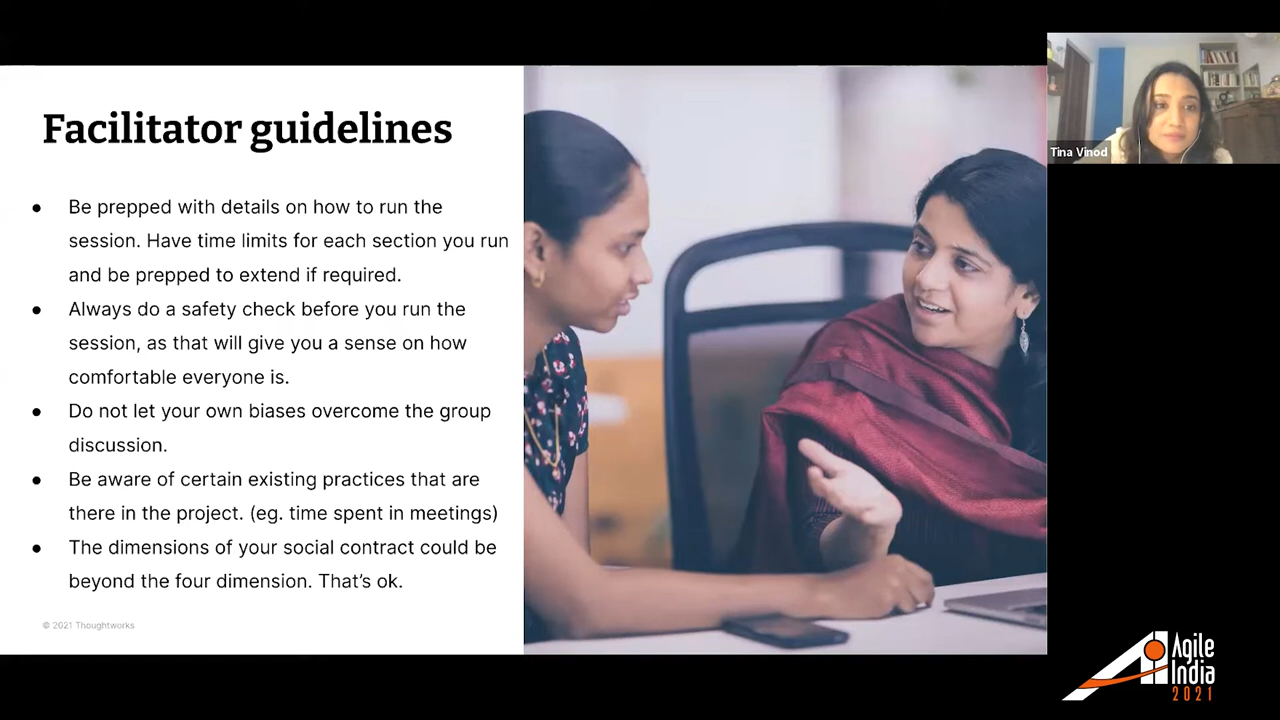 Facilitator guidelines
● Be prepped with details on how to run the
session. Have time limits for each section you run
and be prepped to extend if required.
● Always do a safety check before you run the
session, as that will give you a sense on how
comfortable everyone is.
● Do not let your own biases overcome the group
discussion.
● Be aware of certain existing practices that are
there in the project. (eg. time spent in meetings)
● The dimensions of your social contract could be
beyond the four dimension. That’s ok.
© 2021 Thoughtworks
Tina Vinod
Agile
India
2021